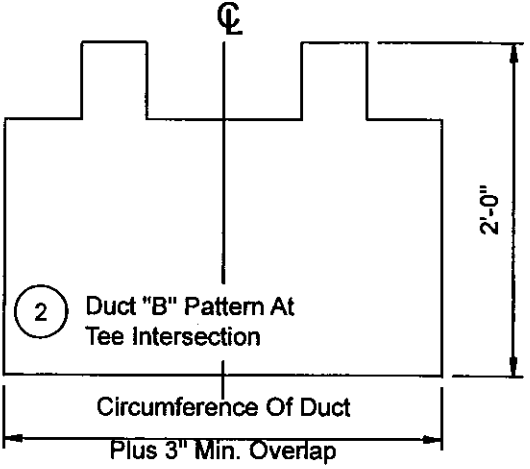 ℄
2'-0"
2 Duct "B" Pattern At
Tee Intersection
Circumference Of Duct
Plus 3" Min. Overlap